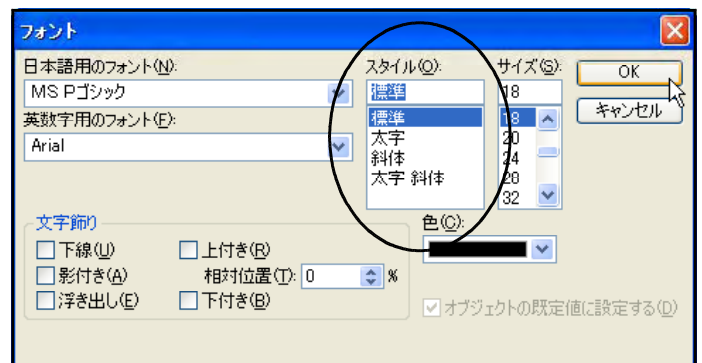 フォント
日本語用のフォント(N):
MS Pゴシック
英数字用のフォント(F):
Arial
スタイル(O):
標準
標準
太字
斜体
太字 斜体
サイズ(S):
18
18
20
24
28
32
OK
キャンセル
文字飾り
下線(U)
上付き(R)
影付き(A)
相対位置(T): 0 %
浮き出し(E)
下付き(B)
色(C):
オブジェクトの既定値に設定する(D)